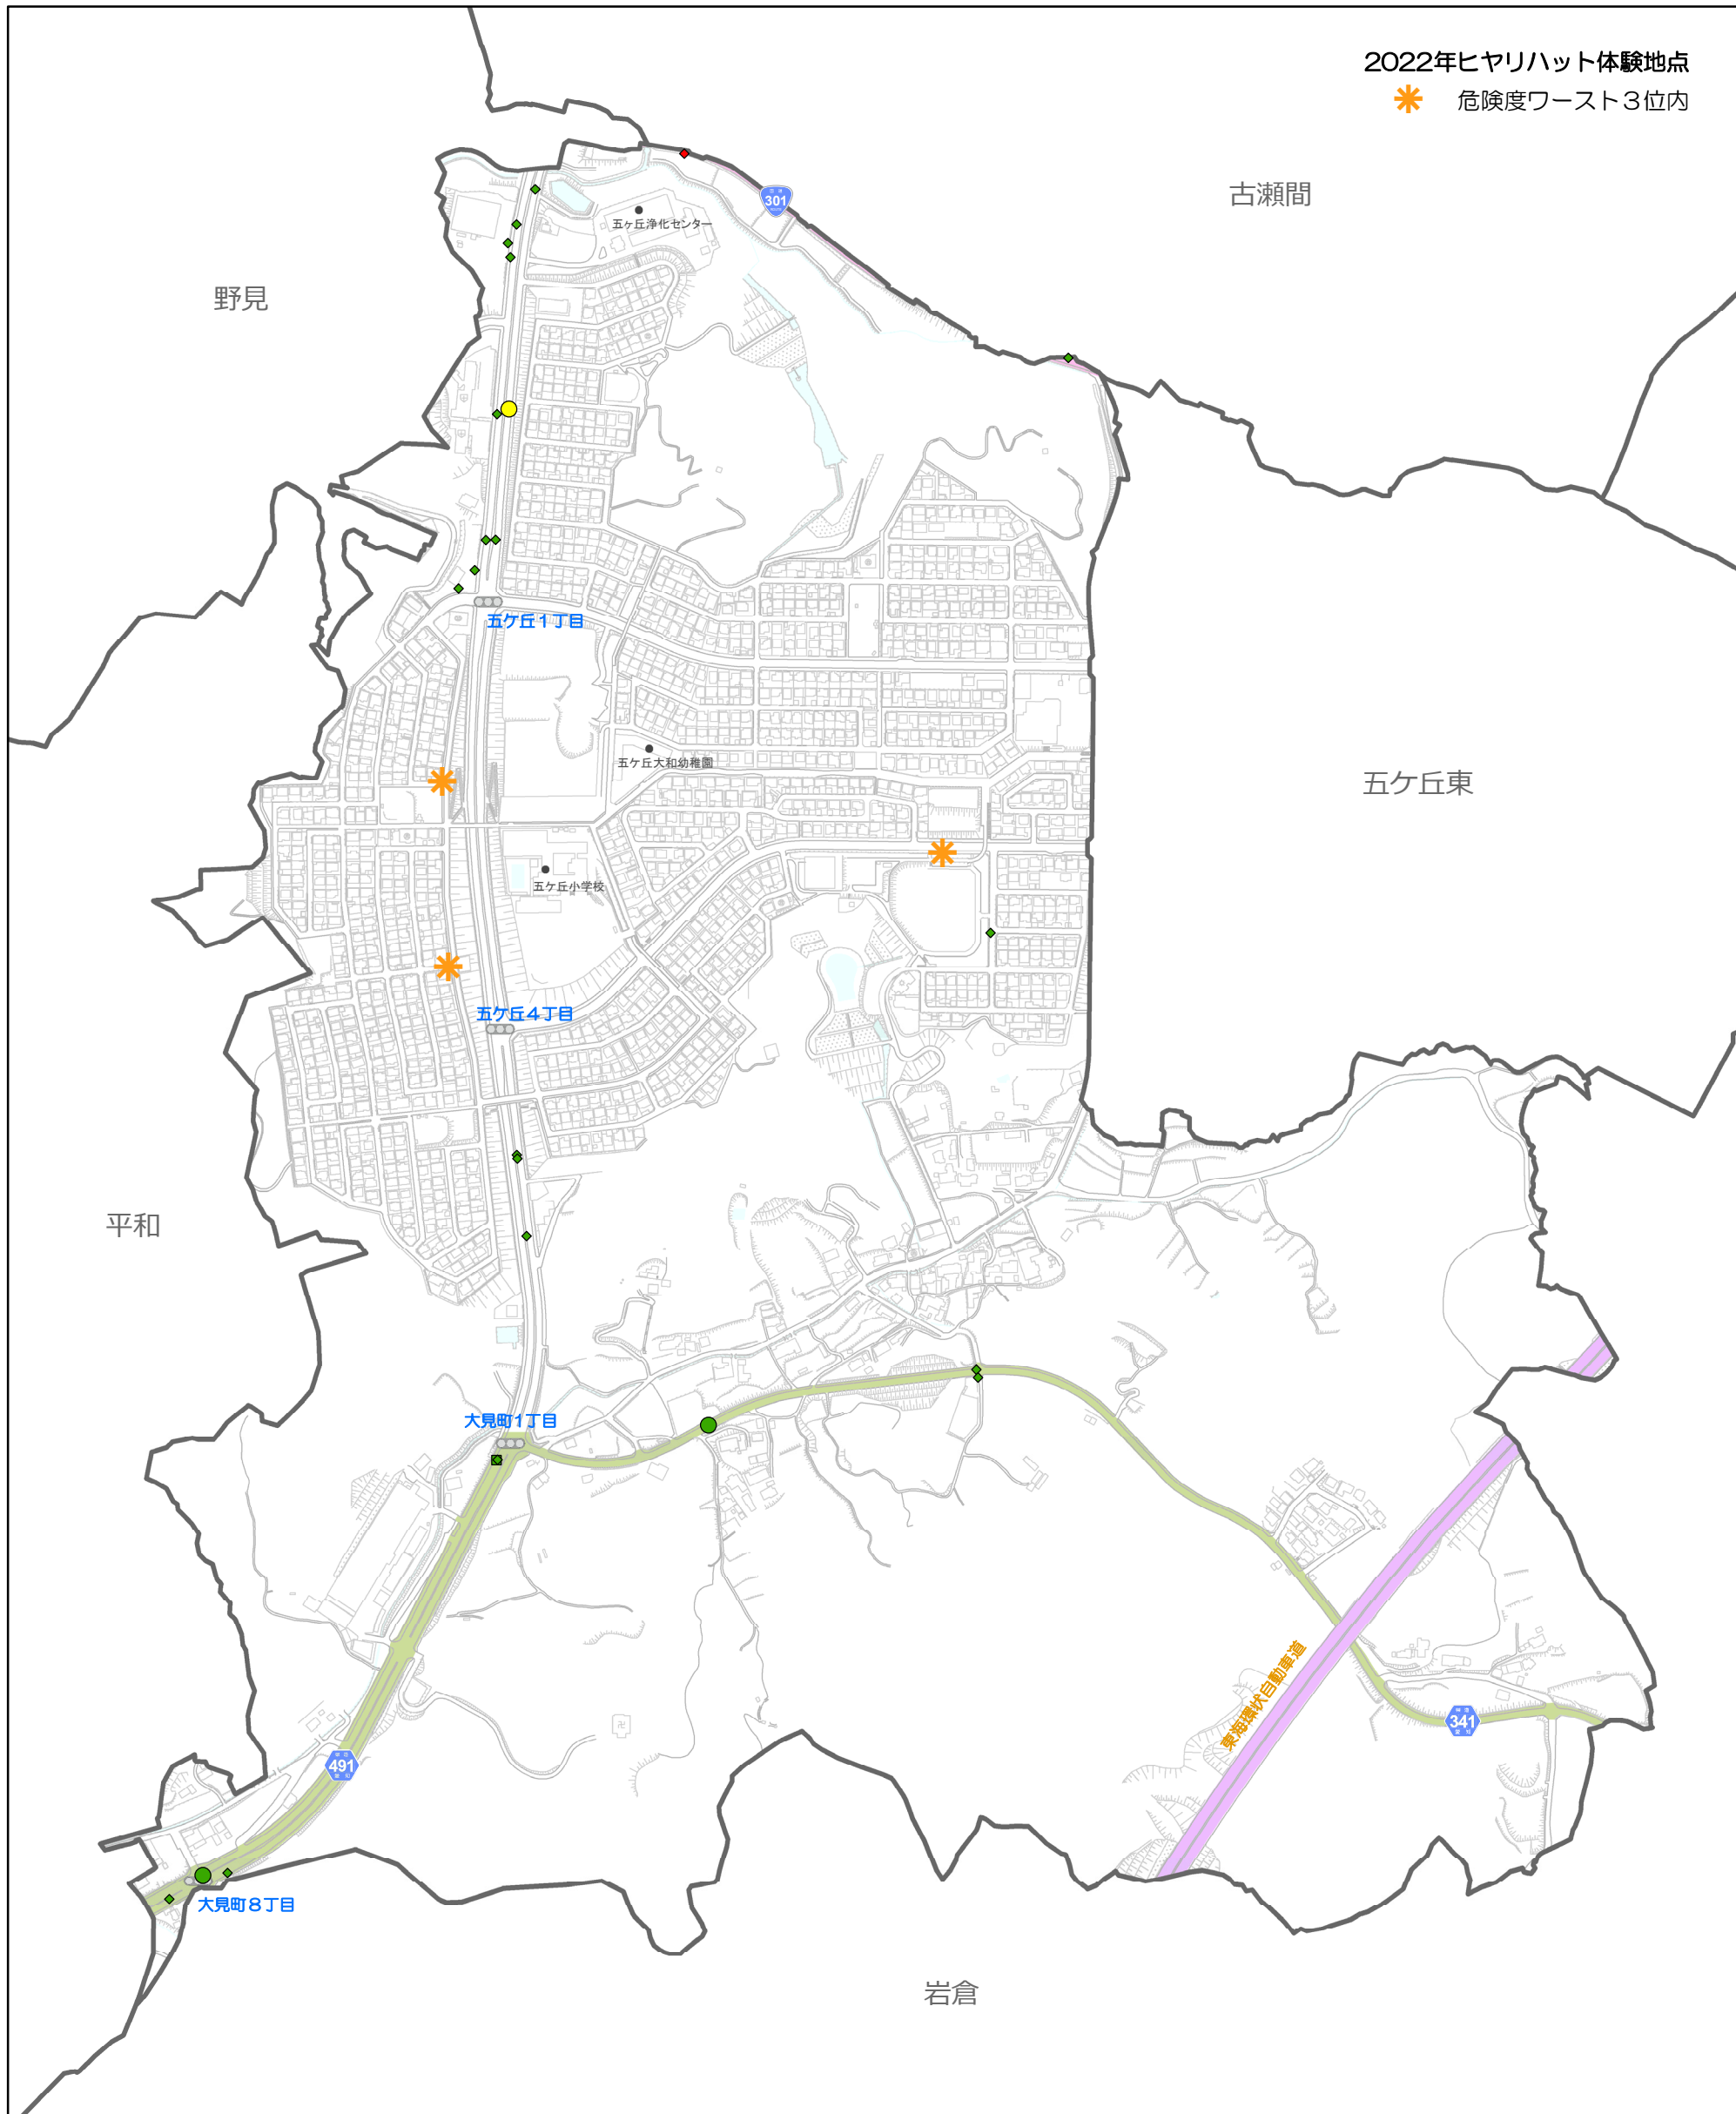 2022年ヒヤリハット体験地点
危険度ワースト3位内
古瀬間
301
五ヶ丘浄化センター
野見
五ケ丘1丁目
五ケ丘大和幼稚園
五ケ丘東
五ケ丘小学校
五ケ丘4丁目
平和
大見町1丁目
東海環状自動車道
341
491
大見町8丁目
岩倉